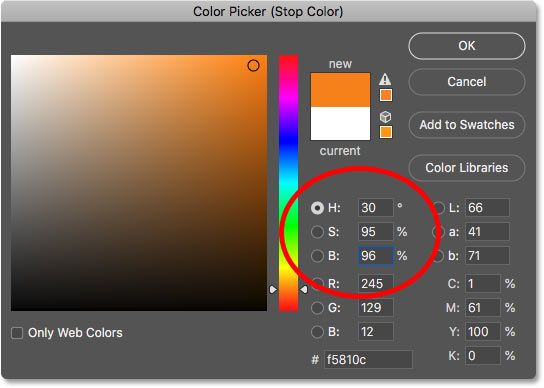 Color Picker (Stop Color)
new
current
OK
Cancel
Add to Swatches
Color Libraries
H: 30 °
S: 95 %
B: 96 %
R: 245
G: 129
B: 12
# f5810c
L: 66
a: 41
b: 71
C: 1 %
M: 61 %
Y: 100 %
K: 0 %
Only Web Colors